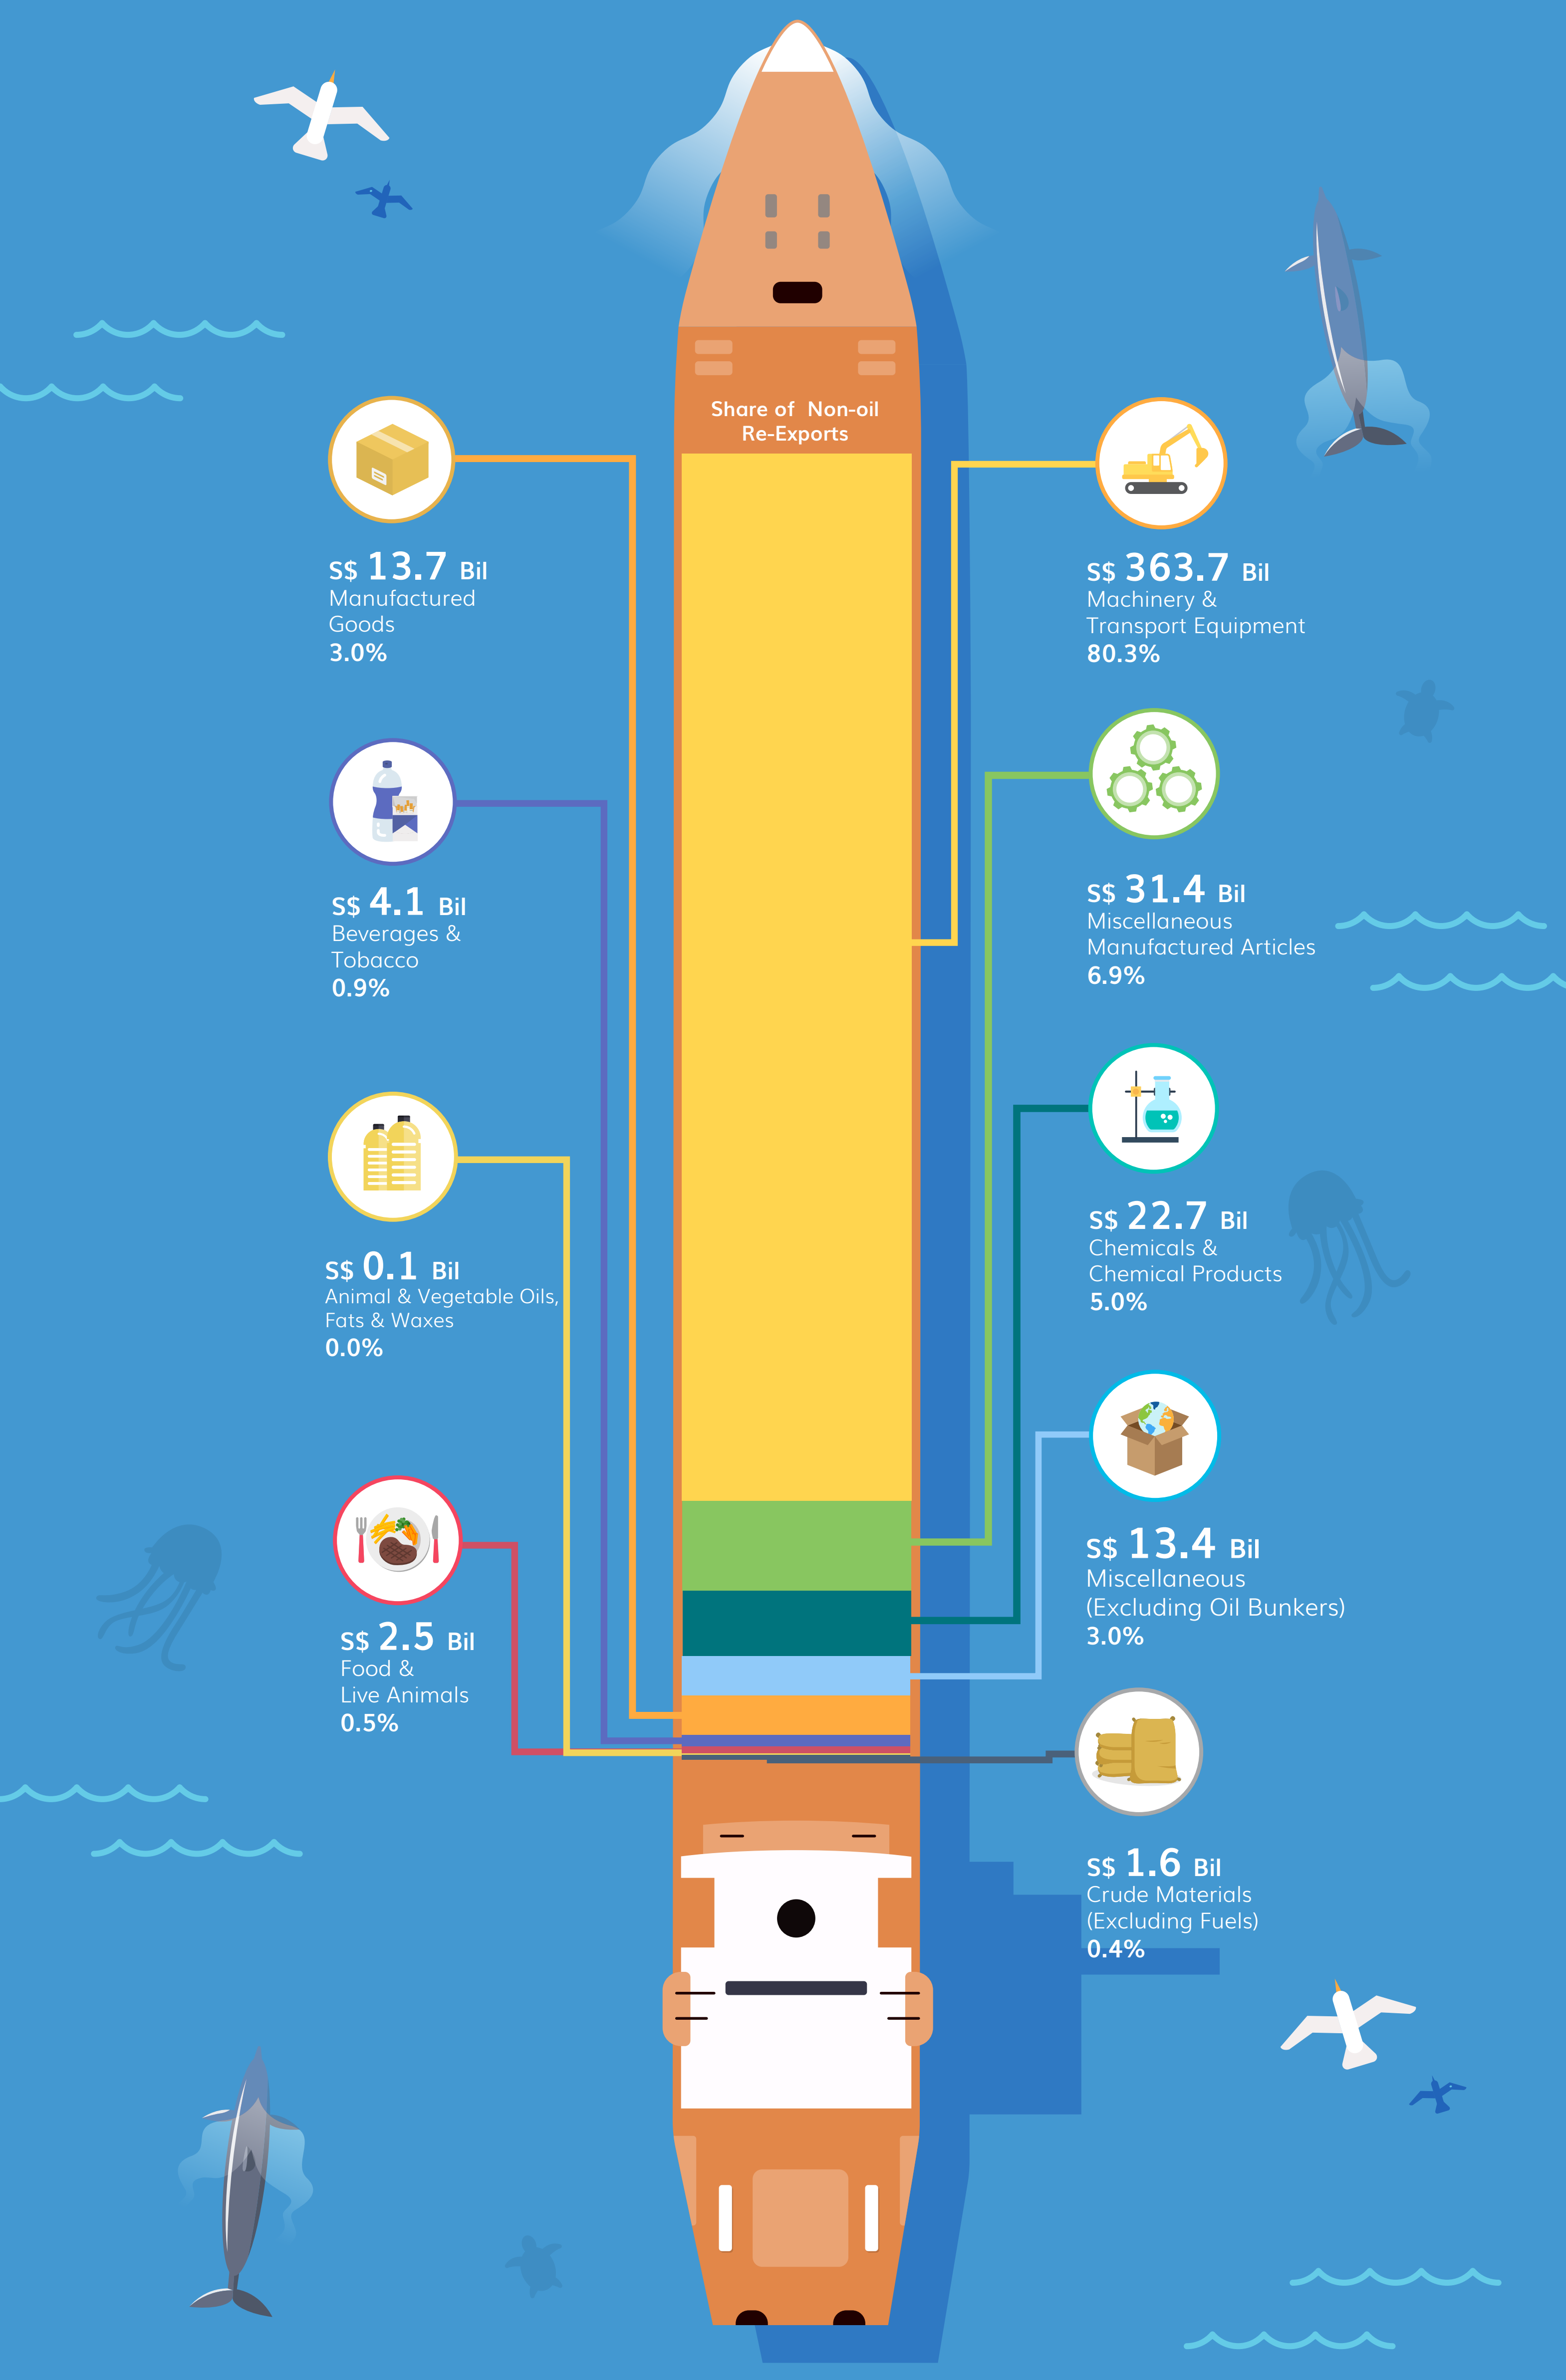 Share of Non-oil
Re-Exports
S$ 13.7 Bil
Manufactured
Goods
3.0%
S$ 4.1 Bil
Beverages &
Tobacco
0.9%
S$ 0.1 Bil
Animal & Vegetable Oils,
Fats & Waxes
0.0%
S$ 2.5 Bil
Food &
Live Animals
0.5%
S$ 363.7 Bil
Machinery &
Transport Equipment
80.3%
S$ 31.4 Bil
Miscellaneous
Manufactured Articles
6.9%
S$ 22.7 Bil
Chemicals &
Chemical Products
5.0%
S$ 13.4 Bil
Miscellaneous
(Excluding Oil Bunkers)
3.0%
S$ 1.6 Bil
Crude Materials
(Excluding Fuels)
0.4%